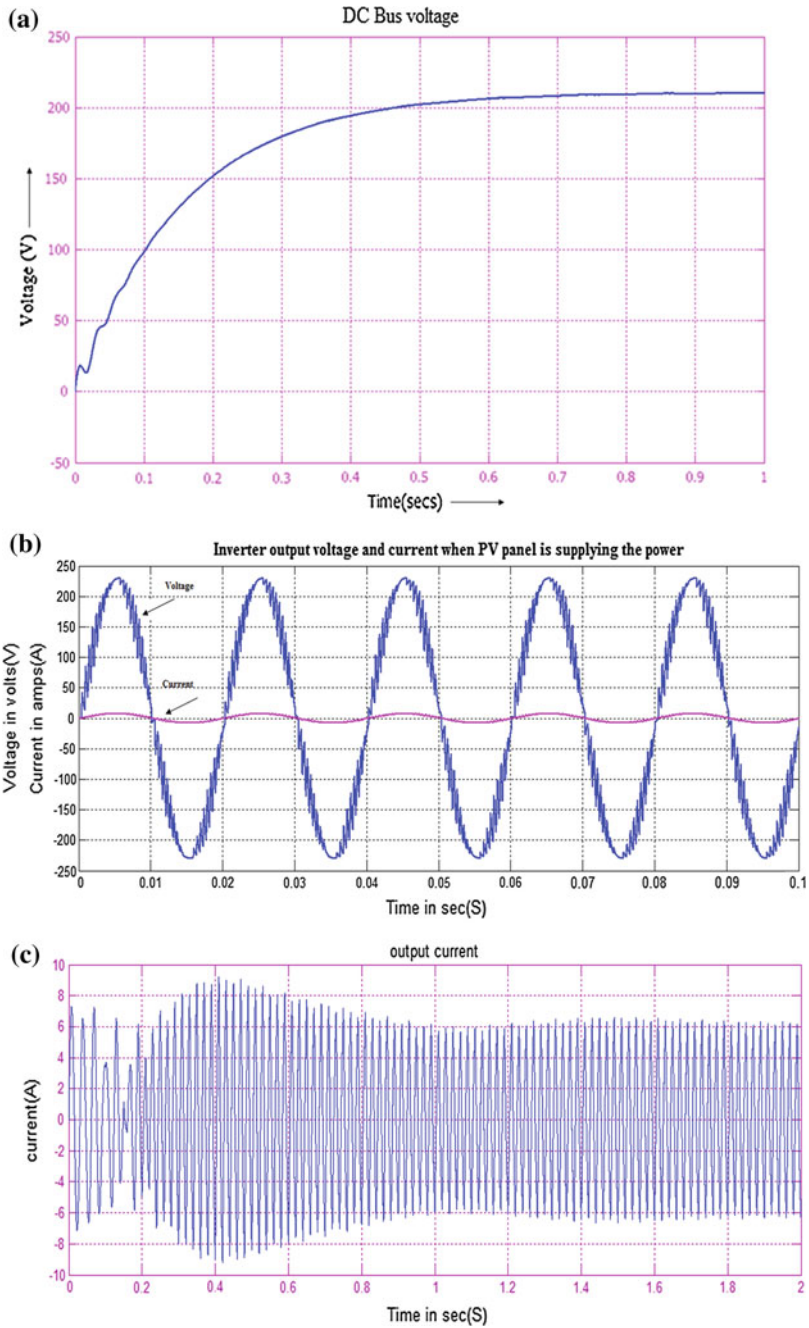 (a)
DC Bus voltage
250
200
150
100
50
0
-50
Voltage (V)
0 0.1 0.2 0.3 0.4 0.5 0.6 0.7 0.8 0.9 1
Time(secs)
(b)
Inverter output voltage and current when PV panel is supplying the power
250
200
150
100
50
0
-50
-100
-150
-200
-250
Voltage in volts(V)
Current in amps(A)
Voltage
Current
0 0.01 0.02 0.03 0.04 0.05 0.06 0.07 0.08 0.09 0.1
Time in sec(S)
(c)
output current
10
8
6
4
2
0
-2
-4
-6
-8
-10
current(A)
0 0.2 0.4 0.6 0.8 1 1.2 1.4 1.6 1.8 2
Time in sec(S)